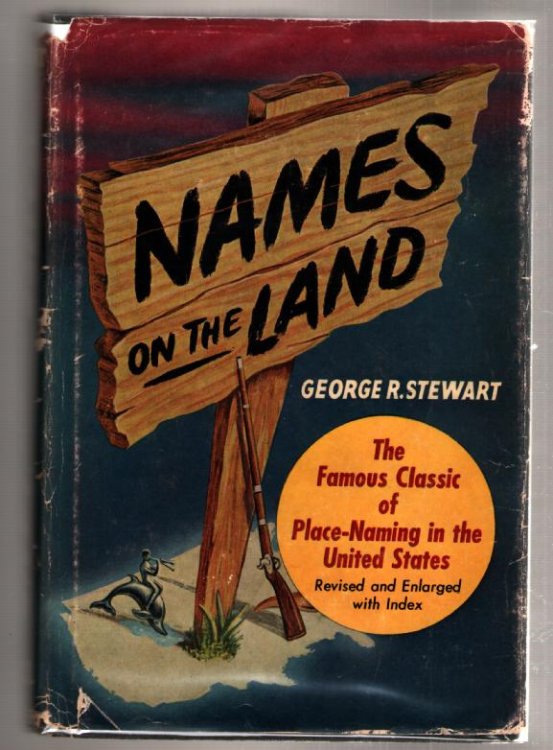 NAMES
ON THE LAND
GEORGE R. STEWART
The
Famous Classic
of
Place-Naming in the
United States
Revised and Enlarged
with Index